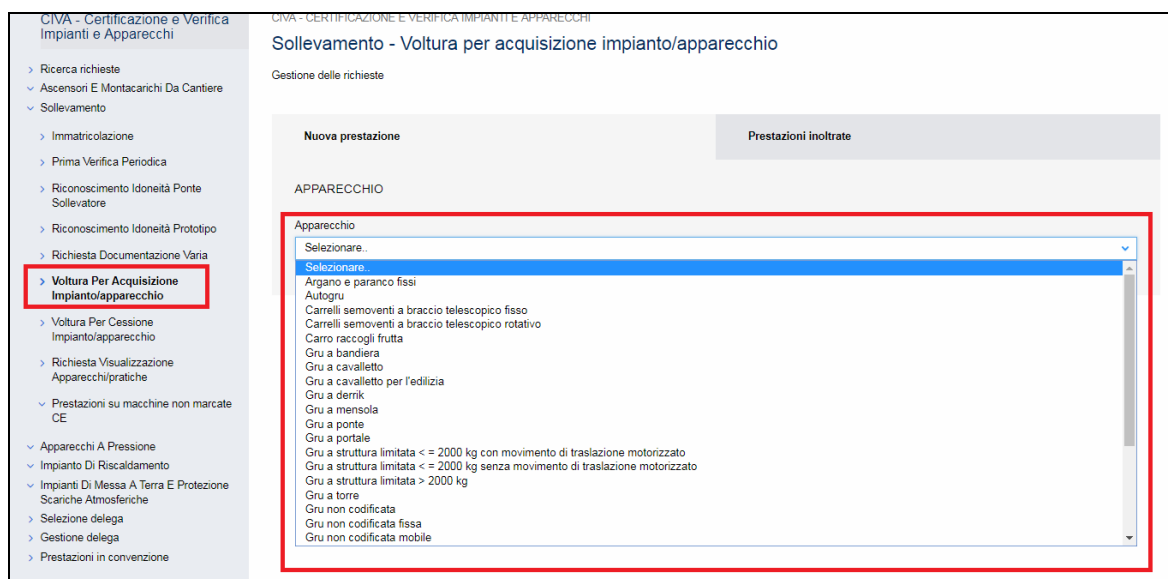 CIVA - Certificazione e Verifica
Impianti e Apparecchi
> Ricerca richieste
Ascensori E Montacarichi Da Cantiere
Sollevamento
> Immatricolazione
> Prima Verifica Periodica
> Riconoscimento Idoneità Ponte
Sollevatore
> Riconoscimento Idoneità Prototipo
> Richiesta Documentazione Varia
> Voltura Per Acquisizione
Impianto/apparecchio
> Voltura Per Cessione
Impianto/apparecchio
> Richiesta Visualizzazione
Apparecchi/pratiche
Prestazioni su macchine non marcate
CE
Apparecchi A Pressione
Impianto Di Riscaldamento
Impianti Di Messa A Terra E Protezione
Scariche Atmosferiche
> Selezione delega
> Gestione delega
> Prestazioni in convenzione
CIVA - CERTIFICAZIONE E VERIFICA IMPIANTI E APPARECCHI
Sollevamento - Voltura per acquisizione impianto/apparecchio
Gestione delle richieste
Nuova prestazione
Prestazioni inoltrate
APPARECCHIO
Apparecchio
Selezionare..
Selezionare..
Argano e paranco fissi
Autogru
Carrelli semoventi a braccio telescopico fisso
Carrelli semoventi a braccio telescopico rotativo
Carro raccogli frutta
Gru a bandiera
Gru a cavalletto
Gru a cavalletto per l'edilizia
Gru a derrik
Gru a mensola
Gru a ponte
Gru a portale
Gru a struttura limitata < = 2000 kg con movimento di traslazione motorizzato
Gru a struttura limitata < = 2000 kg senza movimento di traslazione motorizzato
Gru a struttura limitata > 2000 kg
Gru a torre
Gru non codificata
Gru non codificata fissa
Gru non codificata mobile